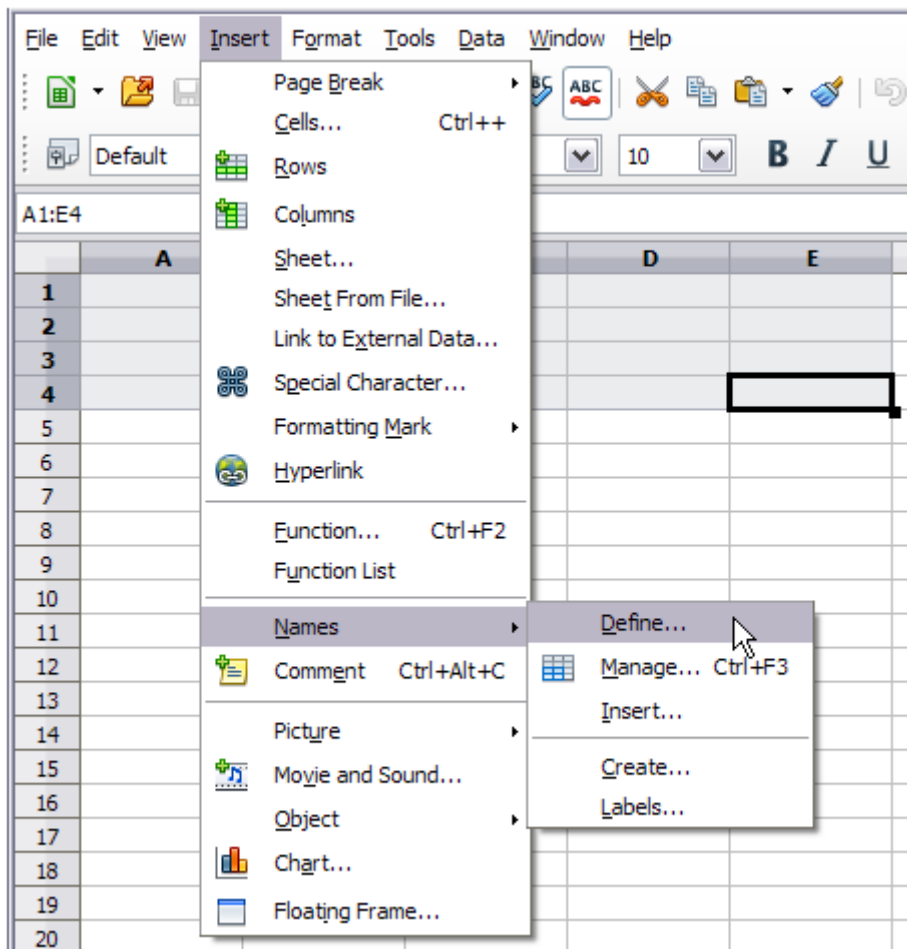 File Edit View Insert Format Tools Data Window Help
ABC
Default 10 B I U
A1:E4
A D E
1
2
3
4
5
6
7
8
9
10
11
12
13
14
15
16
17
18
19
20
Page Break
Cells... Ctrl++
Rows
Columns
Sheet...
Sheet From File...
Link to External Data...
Special Character...
Formatting Mark
Hyperlink
Function... Ctrl+F2
Function List
Names
Comment Ctrl+Alt+C
Picture
Movie and Sound...
Object
Chart...
Floating Frame...
Define...
Manage... Ctrl+F3
Insert...
Create...
Labels...